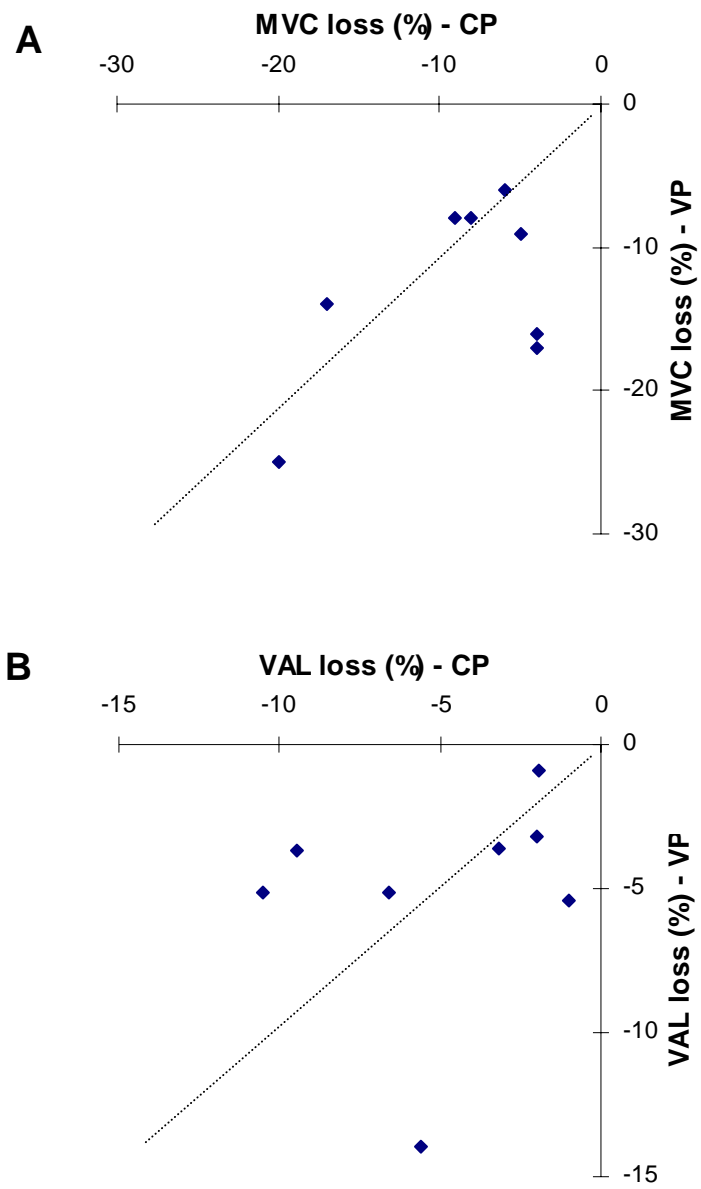 A
MVC loss (%) - CP
-30 -20 -10 0
0
-10
-20
-30
MVC loss (%) - VP
B
VAL loss (%) - CP
-15 -10 -5 0
0
-5
-10
-15
VAL loss (%) - VP